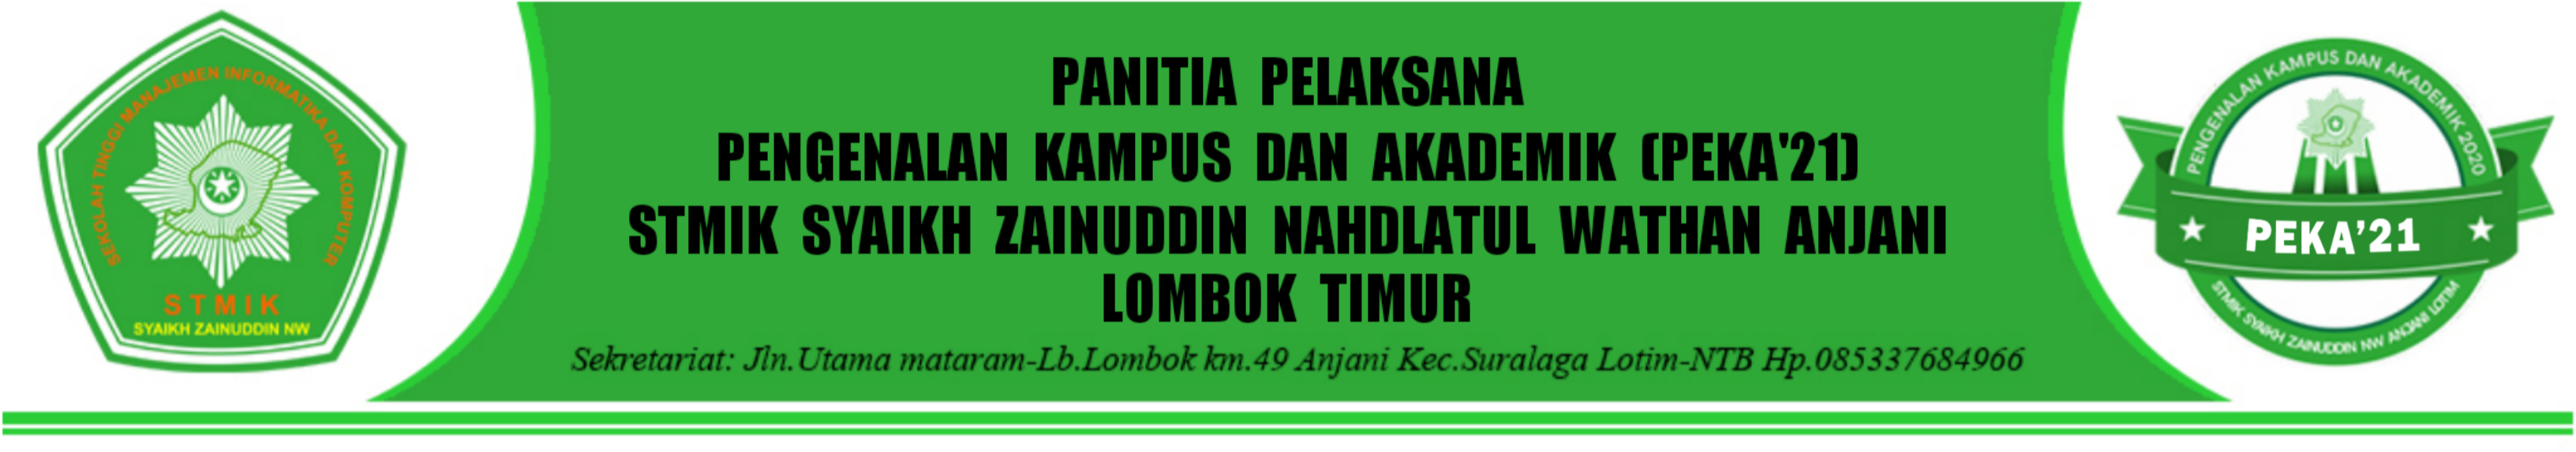 SEKOLAH TINGGI MANAJEMEN INFORMATIKA DAN KOMPUTER
STMIK
SYAIKH ZAINUDDIN NW
PANITIA PELAKSANA
PENGENALAN KAMPUS DAN AKADEMIK (PEKA'21)
STMIK SYAIKH ZAINUDDIN NAHDLATUL WATHAN ANJANI
LOMBOK TIMUR
Sekretariat: Jln.Utama mataram-Lb.Lombok km.49 Anjani Kec.Suralaga Lotim-NTB Hp.085337684966
PENGENALAN KAMPUS DAN AKADEMIK 2020
PEKA'21
STMIK SYAIKH ZAINUDDIN NW ANJANI LOTIM